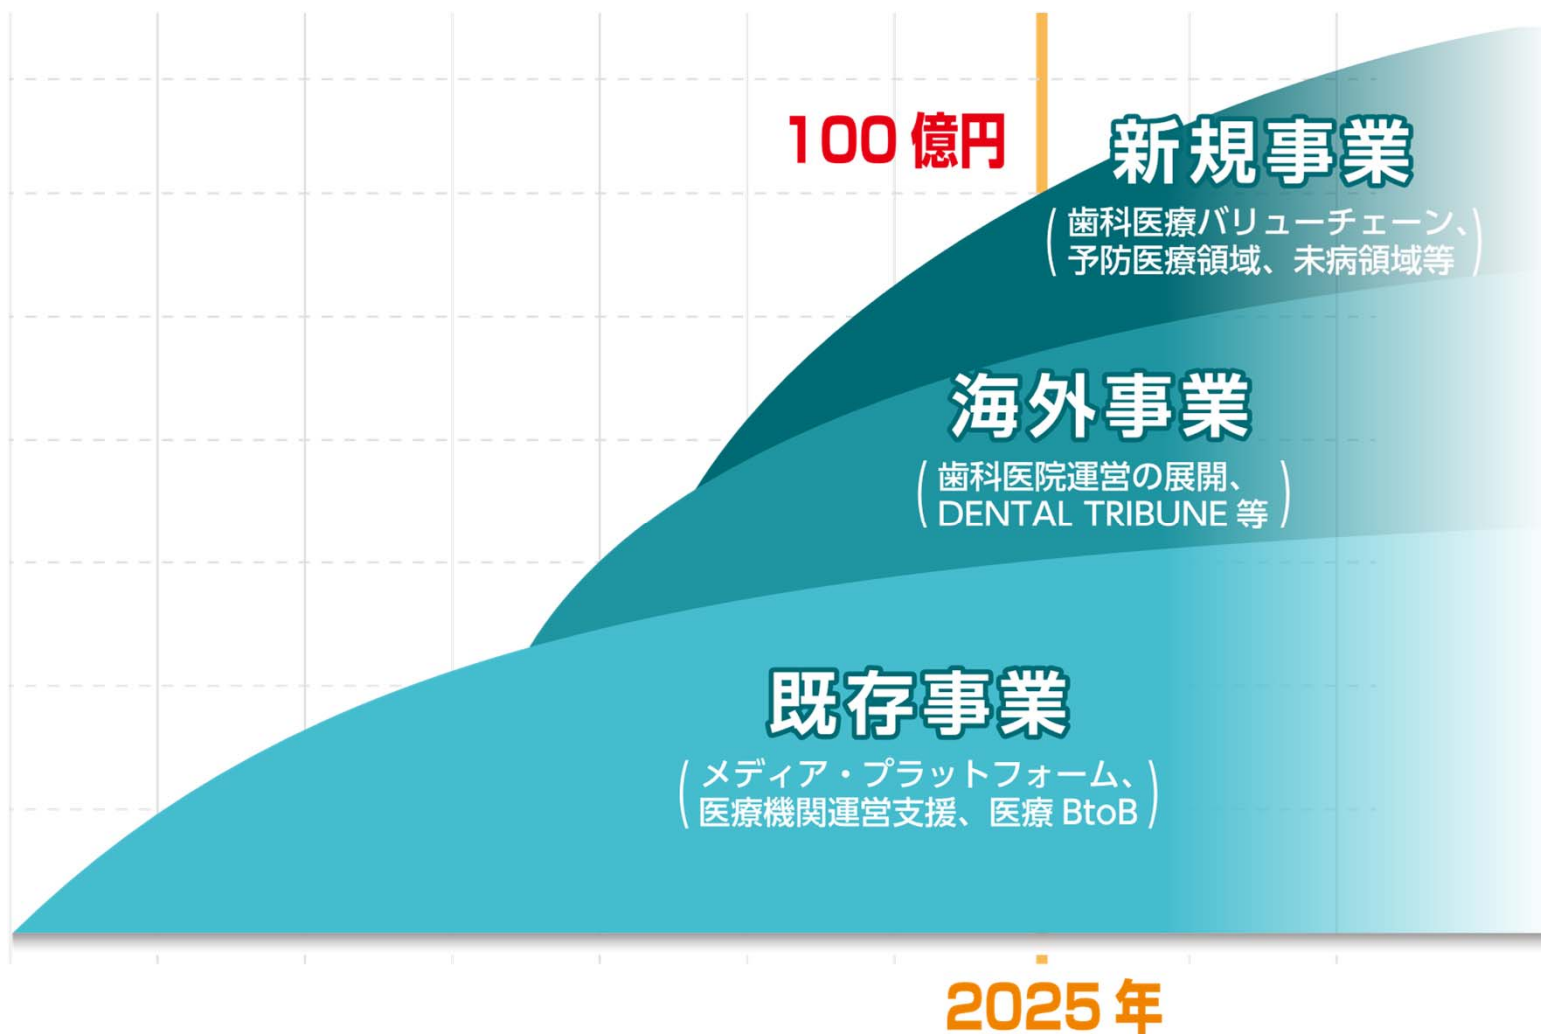 100億円
新規事業
(歯科医療バリューチェーン、
予防医療領域、未病領域等)
海外事業
(歯科医院運営の展開、
DENTAL TRIBUNE 等)
既存事業
(メディア・プラットフォーム、
医療機関運営支援、医療 BtoB)
2025年